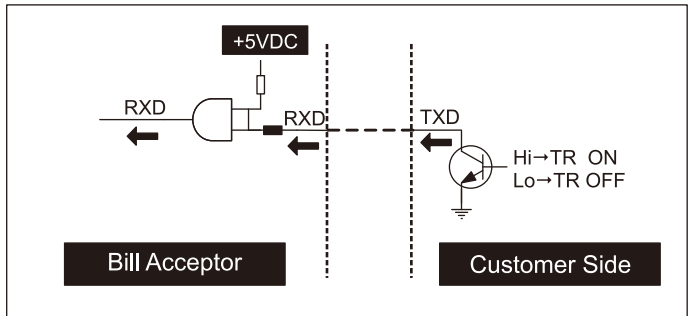 +5VDC
RXD
RXD
TXD
Hi→TR ON
Lo→TR OFF
Bill Acceptor
Customer Side